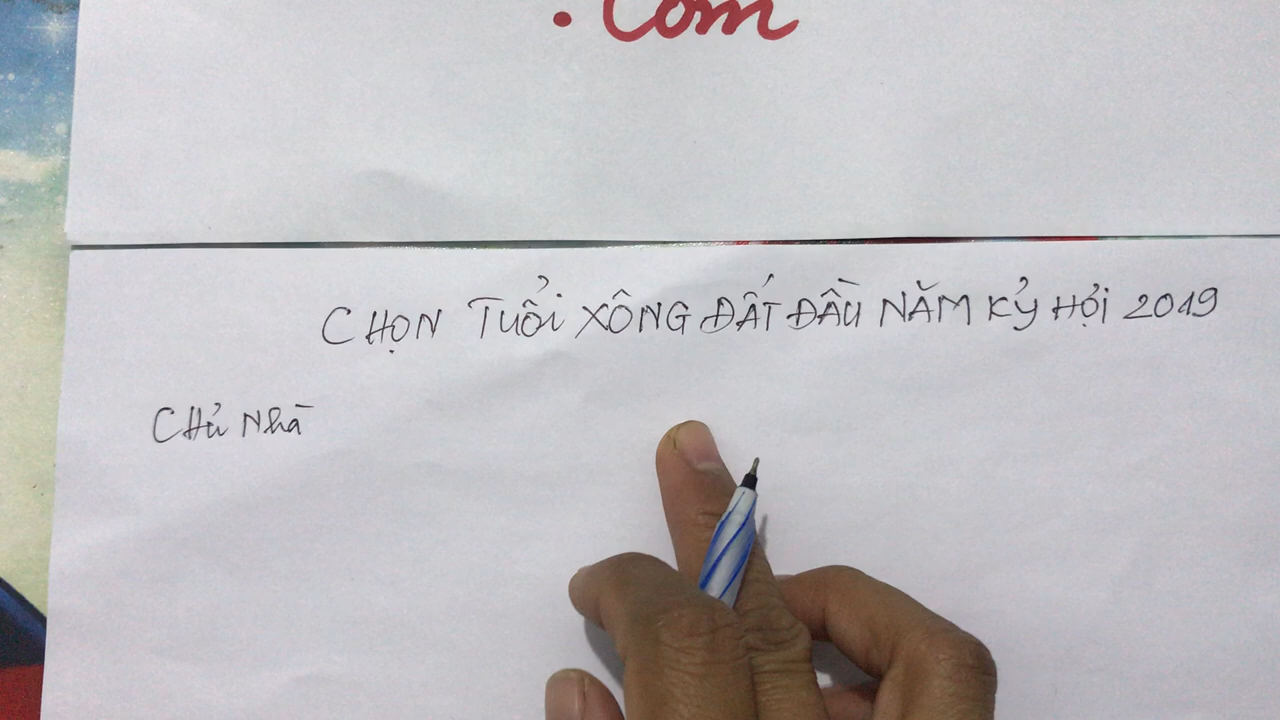 .Com
CHỌN TUỔI XÔNG ĐẤT ĐẦU NĂM KỶ HỢI 2019
CHủ Nhà